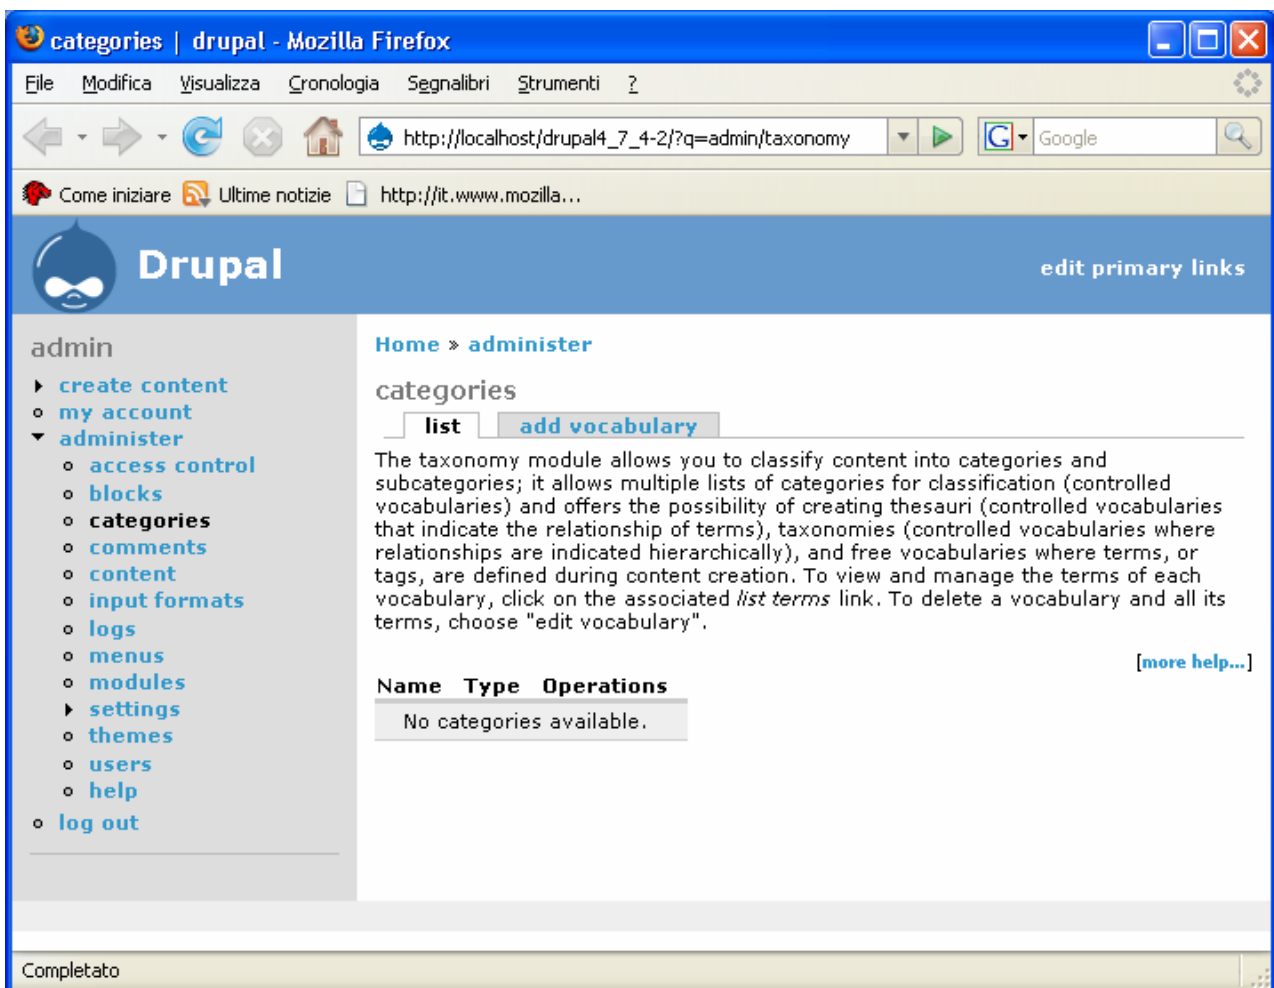 categories | drupal - Mozilla Firefox
File Modifica Visualizza Cronologia Segnalibri Strumenti ?
http://localhost/drupal4_7_4-2/?q=admin/taxonomy G Google
Come iniziare Ultime notizie http://it.www.mozilla...
Drupal
edit primary links
admin
create content
my account
administer
access control
blocks
categories
comments
content
input formats
logs
menus
modules
settings
themes
users
help
log out
Home » administer
categories
list add vocabulary
The taxonomy module allows you to classify content into categories and
subcategories; it allows multiple lists of categories for classification (controlled
vocabularies) and offers the possibility of creating thesauri (controlled vocabularies
that indicate the relationship of terms), taxonomies (controlled vocabularies where
relationships are indicated hierarchically), and free vocabularies where terms, or
tags, are defined during content creation. To view and manage the terms of each
vocabulary, click on the associated list terms link. To delete a vocabulary and all its
terms, choose "edit vocabulary".
[more help...]
Name Type Operations
No categories available.
Completato